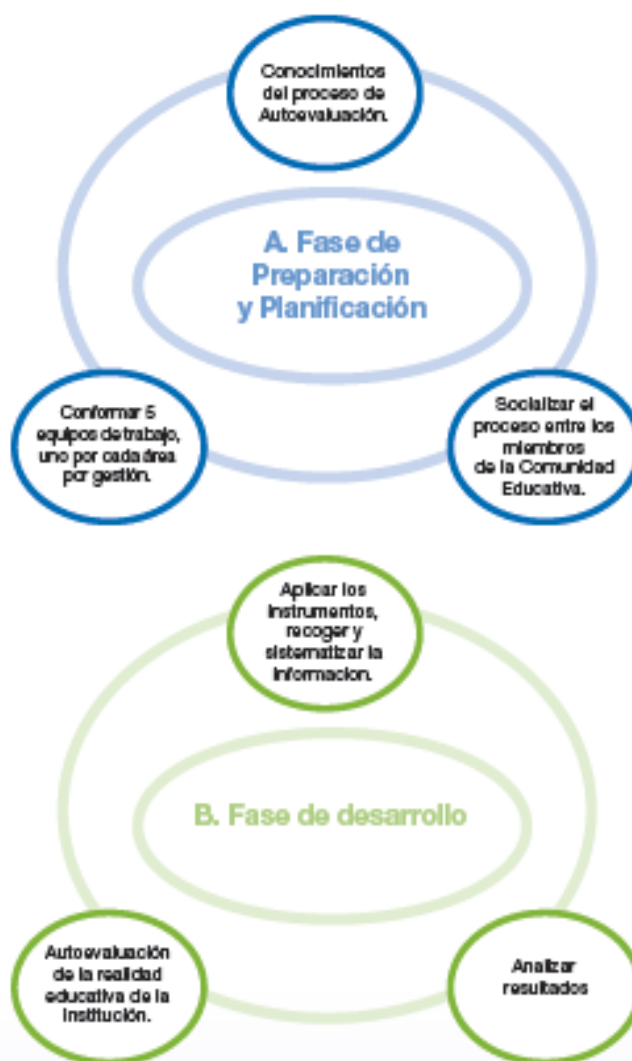 Conocimientos
del proceso de
Autoevaluación.
A. Fase de
Preparación
y Planificación
Conformar 5
equipos de trabajo,
uno por cada área
por gestión.
Socializar el
proceso entre los
miembros
de la Comunidad
Educativa.
Aplicar los
instrumentos,
recoger y
sistematizar la
informacion.
B. Fase de desarrollo
Autoevaluación
de la realidad
educativa de la
institución.
Analizar
resultados